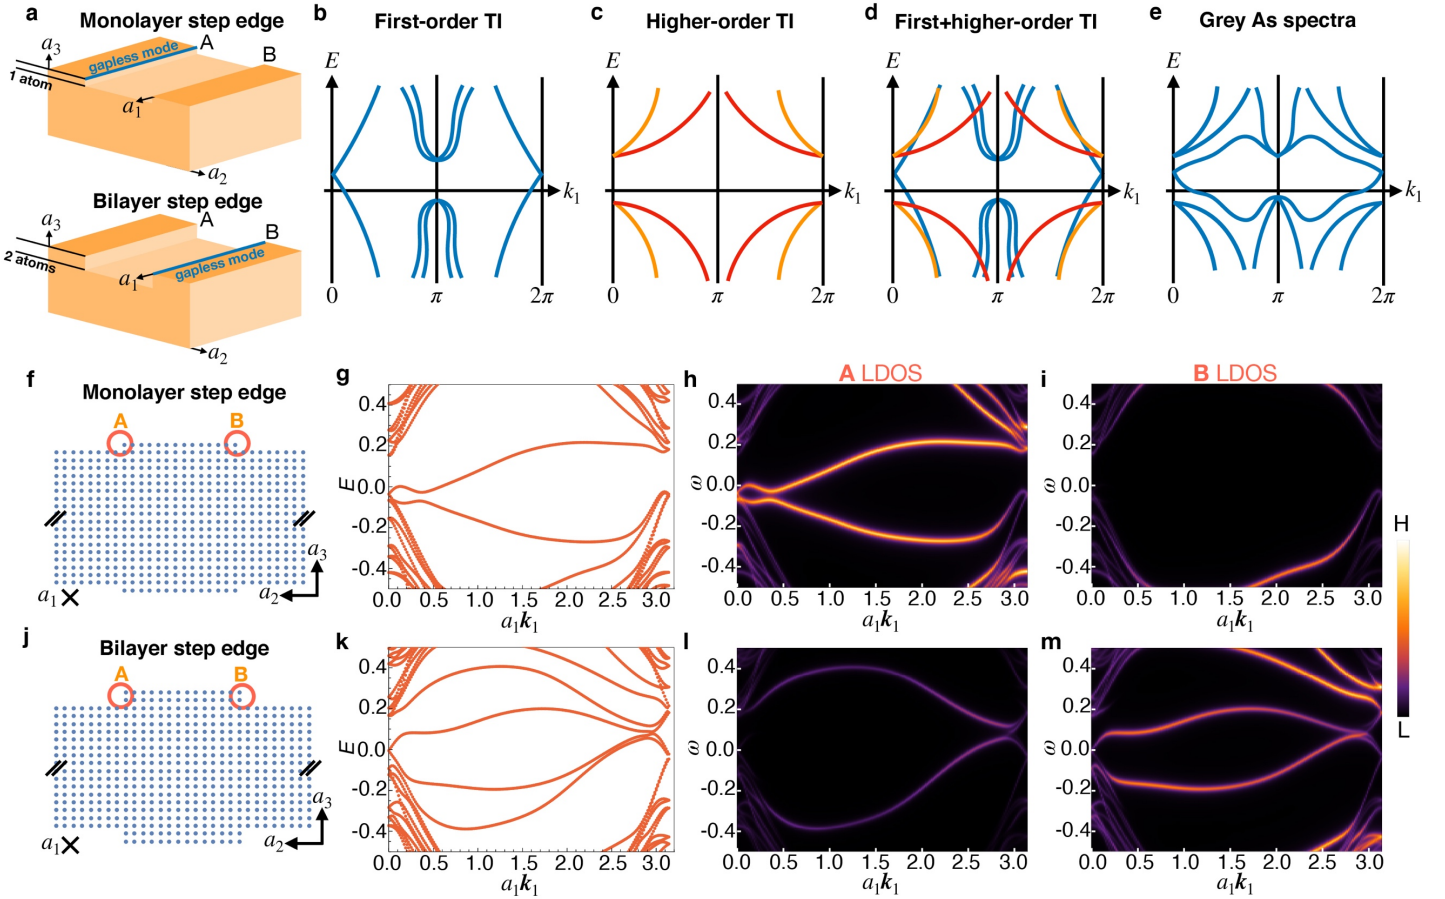 a
Monolayer step edge
a3
A
B
gapless mode
1 atom
a1
a2
Bilayer step edge
a3
A
B
2 atoms
a1
gapless mode
a2
b
First-order TI
E
k1
0
π
2π
c
Higher-order TI
E
k1
0
π
2π
d
First+higher-order TI
E
k1
0
π
2π
e
Grey As spectra
E
k1
0
π
2π
f
Monolayer step edge
A
B
a3
a1
a2
g
E
0.4
0.2
0.0
-0.2
-0.4
0.0 0.5 1.0 1.5 2.0 2.5 3.0
a1k1
h
A LDOS
ω
0.4
0.2
0.0
-0.2
-0.4
0.0 0.5 1.0 1.5 2.0 2.5 3.0
a1k1
i
B LDOS
ω
0.4
0.2
0.0
-0.2
-0.4
0.0 0.5 1.0 1.5 2.0 2.5 3.0
a1k1
H
L
j
Bilayer step edge
A
B
a3
a1
a2
k
E
0.4
0.2
0.0
-0.2
-0.4
0.0 0.5 1.0 1.5 2.0 2.5 3.0
a1k1
l
ω
0.4
0.2
0.0
-0.2
-0.4
0.0 0.5 1.0 1.5 2.0 2.5 3.0
a1k1
m
ω
0.4
0.2
0.0
-0.2
-0.4
0.0 0.5 1.0 1.5 2.0 2.5 3.0
a1k1